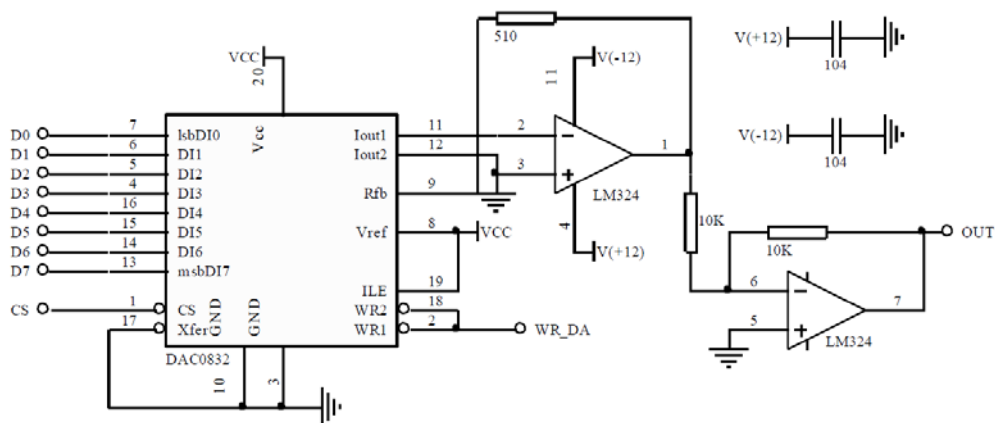 510
V(+12)
104
V(-12)
104
VCC
20
Vcc
D0 7 lsbDI0
D1 6 DI1
D2 5 DI2
D3 4 DI3
D4 16 DI4
D5 15 DI5
D6 14 DI6
D7 13 msbDI7
CS 1 CS
17 Xfer
GND
GND
DAC0832
10
3
Iout1 11
Iout2 12
Rfb 9
Vref 8 VCC
ILE 19
WR2 18
WR1 2 WR_DA
2
3
11
V(-12)
1
4
LM324
V(+12)
10K
10K
OUT
6
5
7
LM324